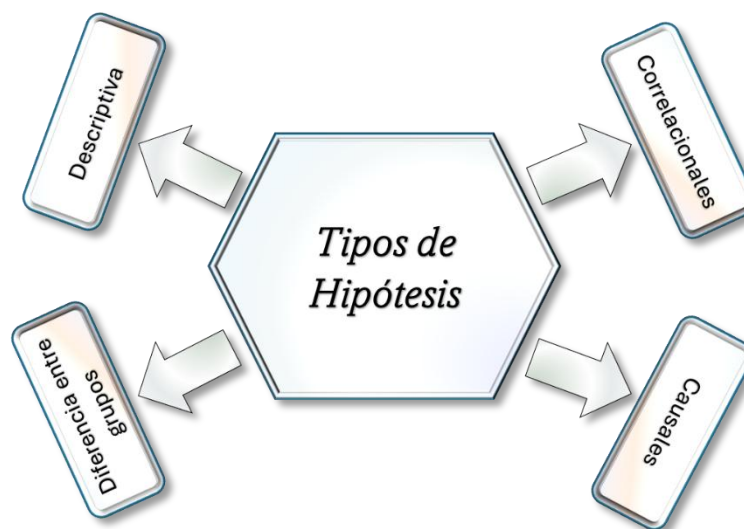 Descriptiva
Correlacionales
Tipos de
Hipótesis
Diferencia entre
grupos
Causales